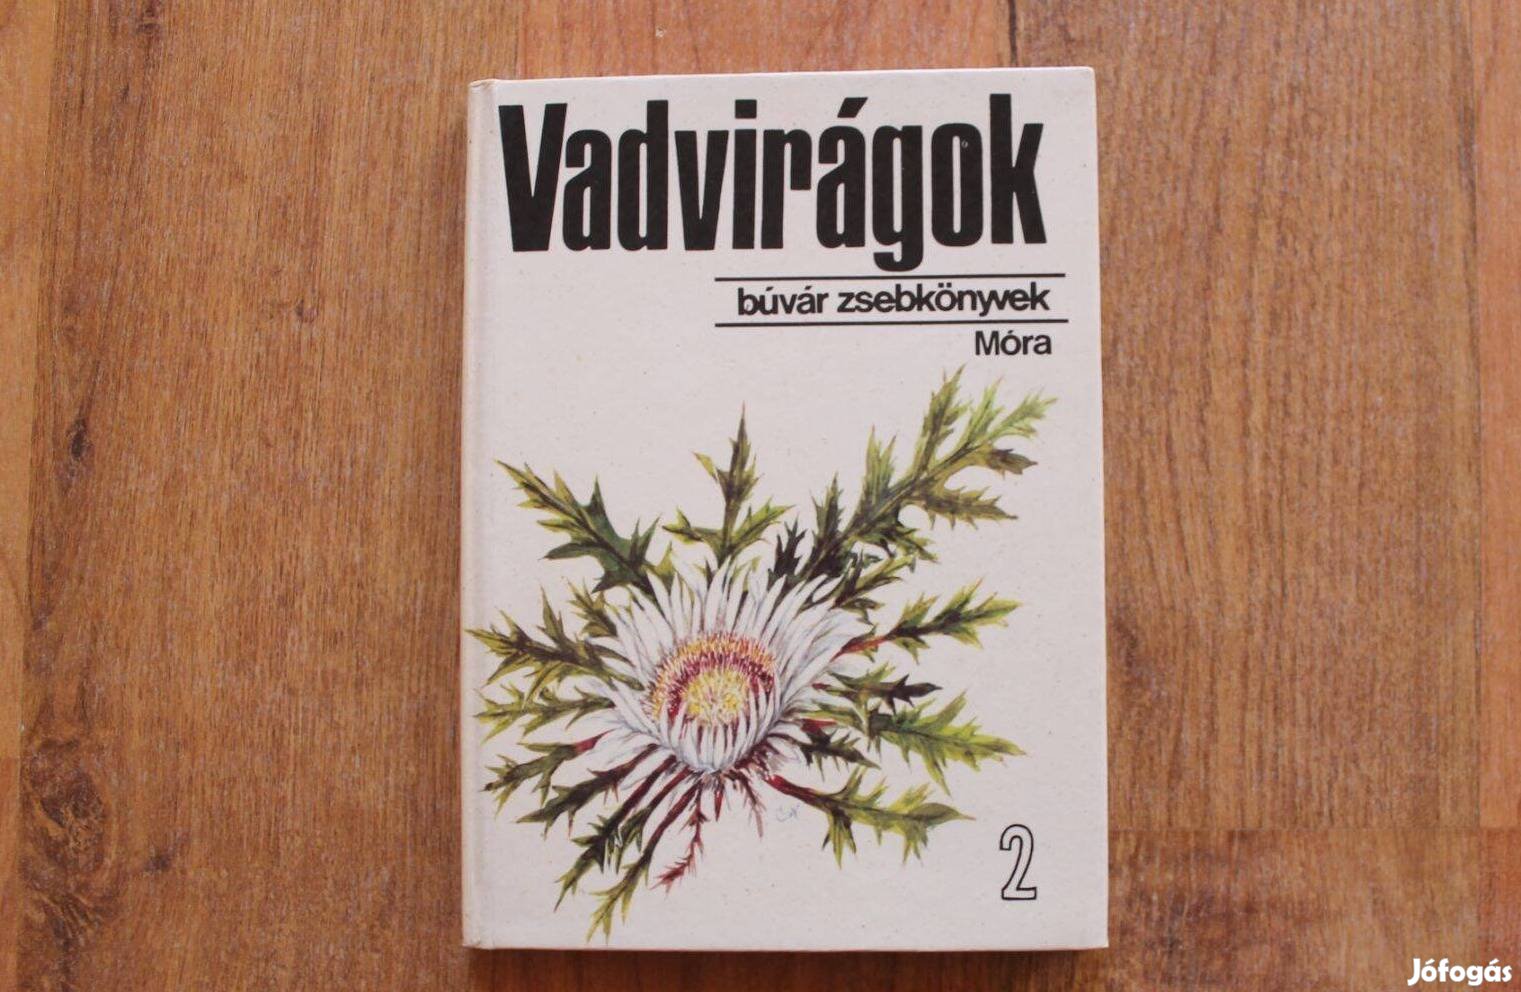 Vadvirágok
búvár zsebkönyvek
Móra
2
Jófogás